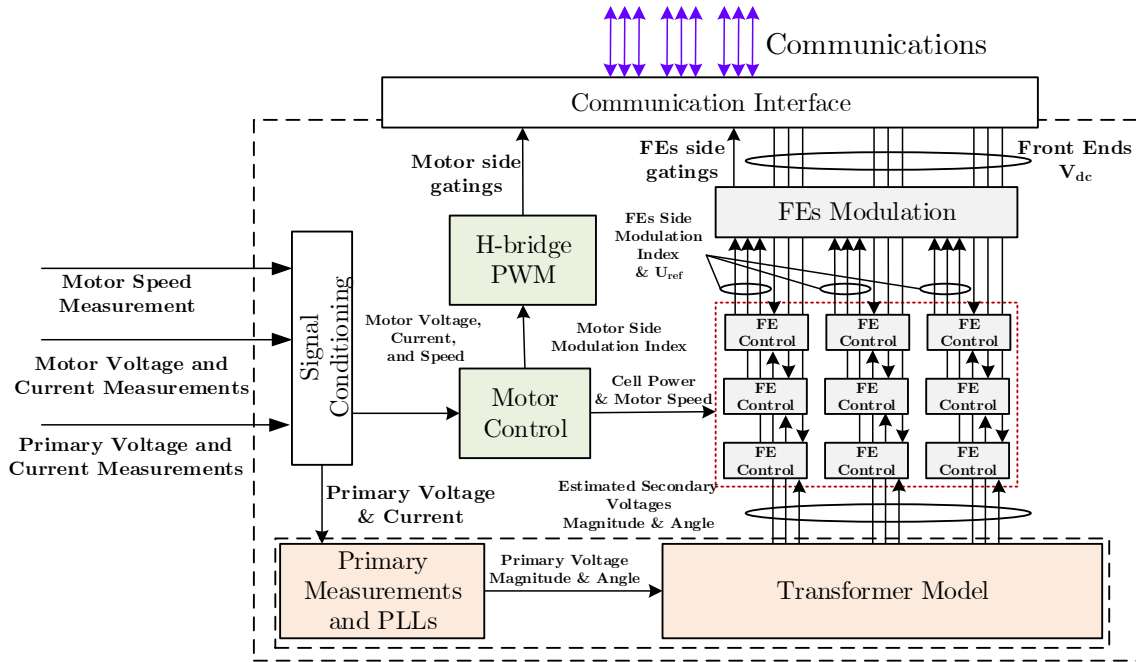 Communications
Communication Interface
Motor side
gatings
FEs side
gatings
Front Ends
Vdc
FEs Modulation
FEs Side
Modulation
Index
& Uref
H-bridge
PWM
Motor Speed
Measurement
Motor Voltage and
Current Measurements
Primary Voltage and
Current Measurements
Signal
Conditioning
Motor Voltage,
Current,
and Speed
Motor Side
Modulation Index
Motor
Control
Cell Power
& Motor Speed
FE
Control
FE
Control
FE
Control
FE
Control
FE
Control
FE
Control
FE
Control
FE
Control
FE
Control
Primary Voltage
& Current
Estimated Secondary
Voltages
Magnitude & Angle
Primary
Measurements
and PLLs
Primary Voltage
Magnitude & Angle
Transformer Model